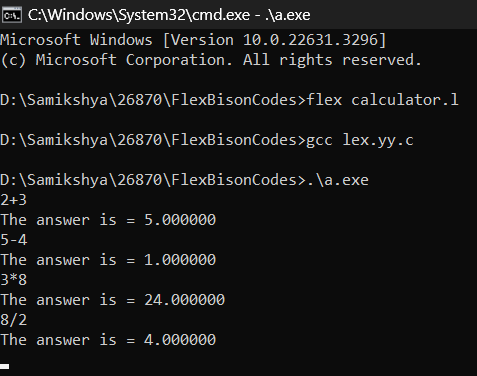 C:\Windows\System32\cmd.exe - .\a.exe
Microsoft Windows [Version 10.0.22631.3296]
(c) Microsoft Corporation. All rights reserved.
D:\Samikshya\26870\FlexBisonCodes>flex calculator.l
D:\Samikshya\26870\FlexBisonCodes>gcc lex.yy.c
D:\Samikshya\26870\FlexBisonCodes>.\a.exe
2+3
The answer is = 5.000000
5-4
The answer is = 1.000000
3*8
The answer is = 24.000000
8/2
The answer is = 4.000000